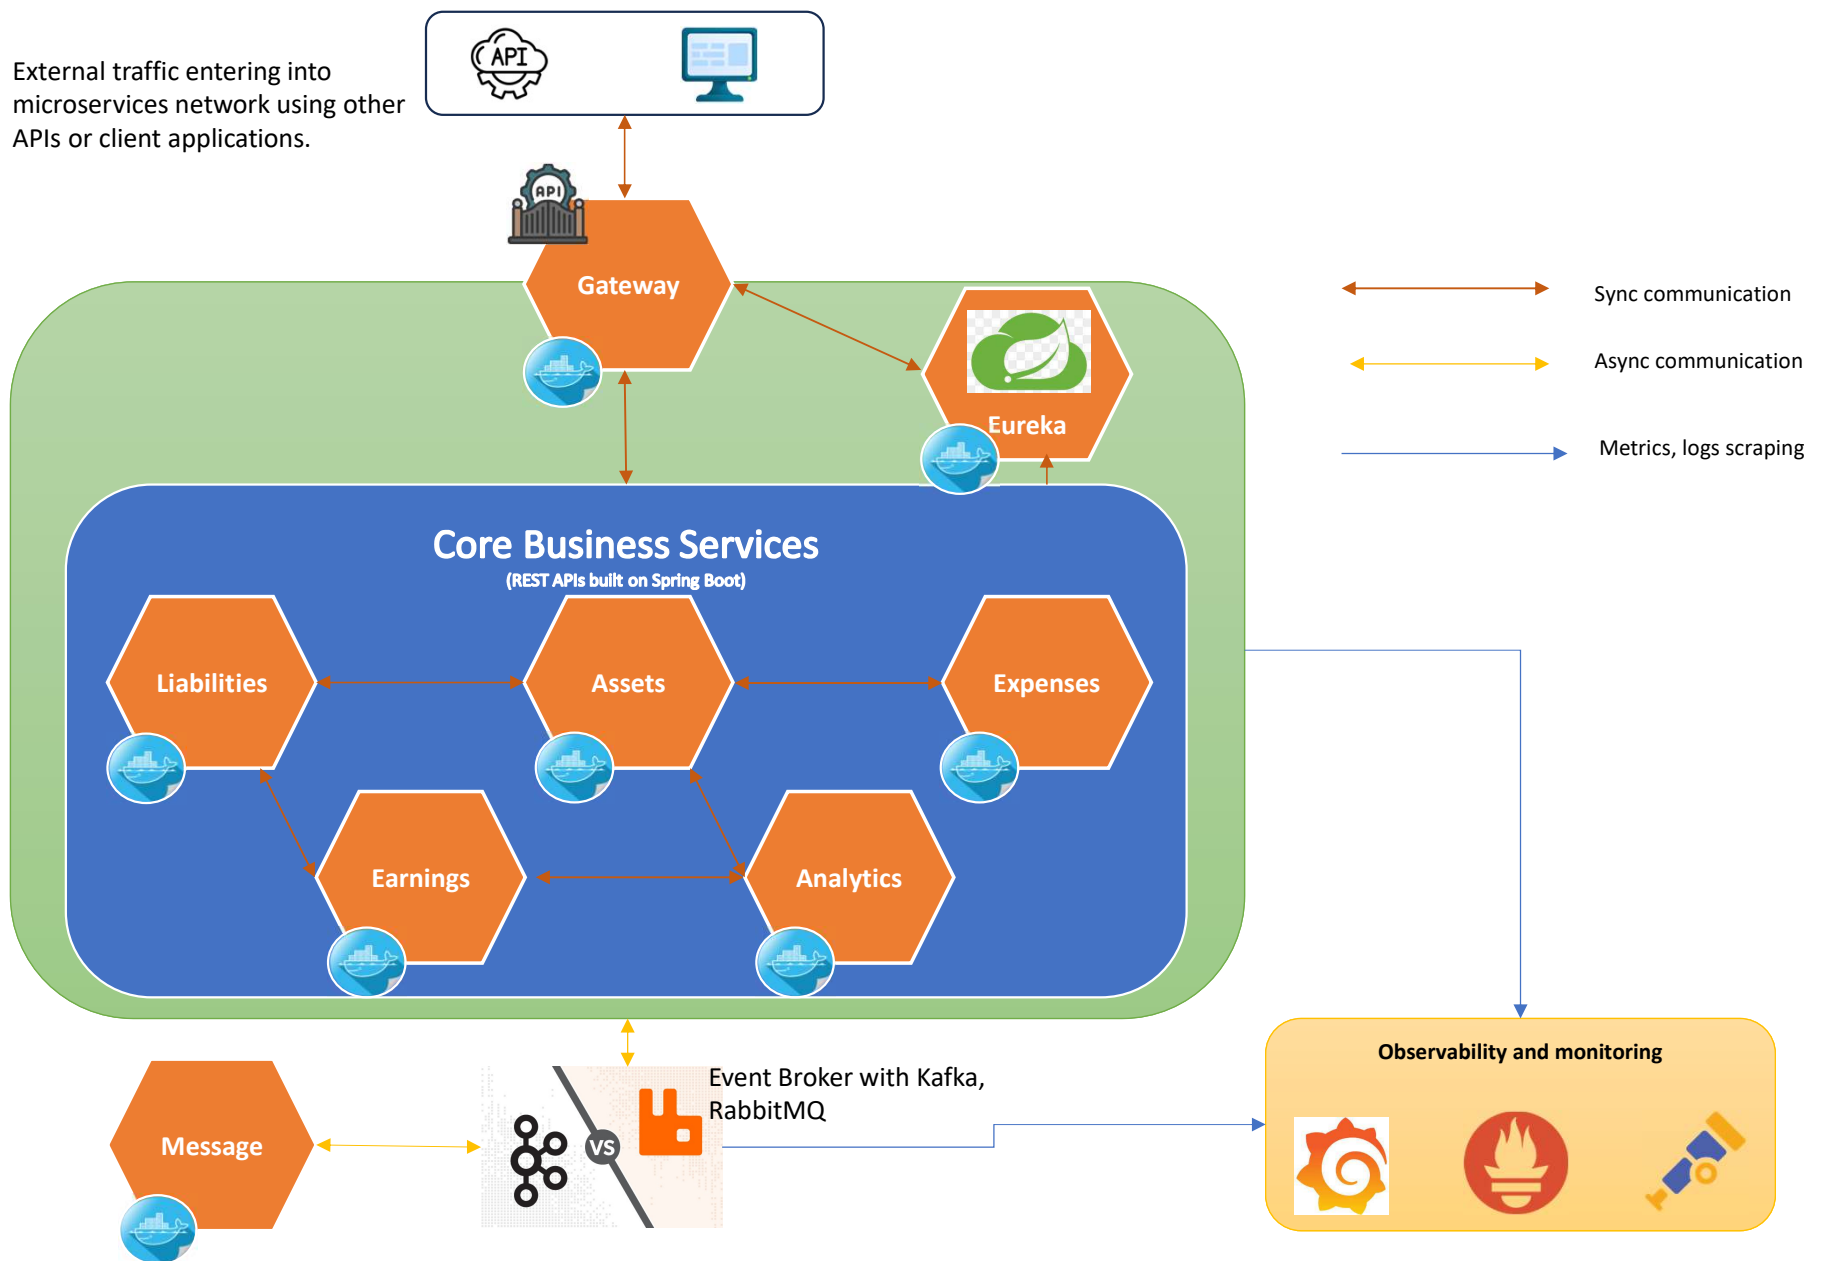 API
External traffic entering into
microservices network using other
APIs or client applications.
API
Gateway
Sync communication
Async communication
Eureka
Metrics, logs scraping
Core Business Services
(REST APIs built on Spring Boot)
Liabilities
Assets
Expenses
Earnings
Analytics
Observability and monitoring
Event Broker with Kafka,
RabbitMQ
Message
VS